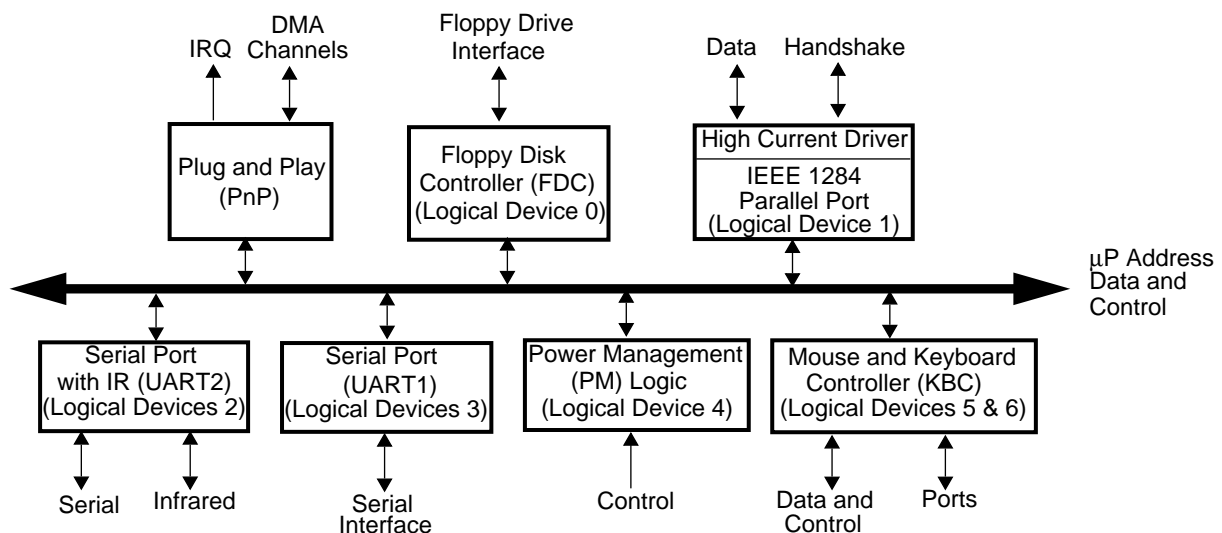 IRQ
DMA
Channels
Floppy Drive
Interface
Data
Handshake
Plug and Play
(PnP)
Floppy Disk
Controller (FDC)
(Logical Device 0)
High Current Driver
IEEE 1284
Parallel Port
(Logical Device 1)
μP Address
Data and
Control
Serial Port
with IR (UART2)
(Logical Devices 2)
Serial Port
(UART1)
(Logical Devices 3)
Power Management
(PM) Logic
(Logical Device 4)
Mouse and Keyboard
Controller (KBC)
(Logical Devices 5 & 6)
Serial
Infrared
Serial
Interface
Control
Data and
Control
Ports